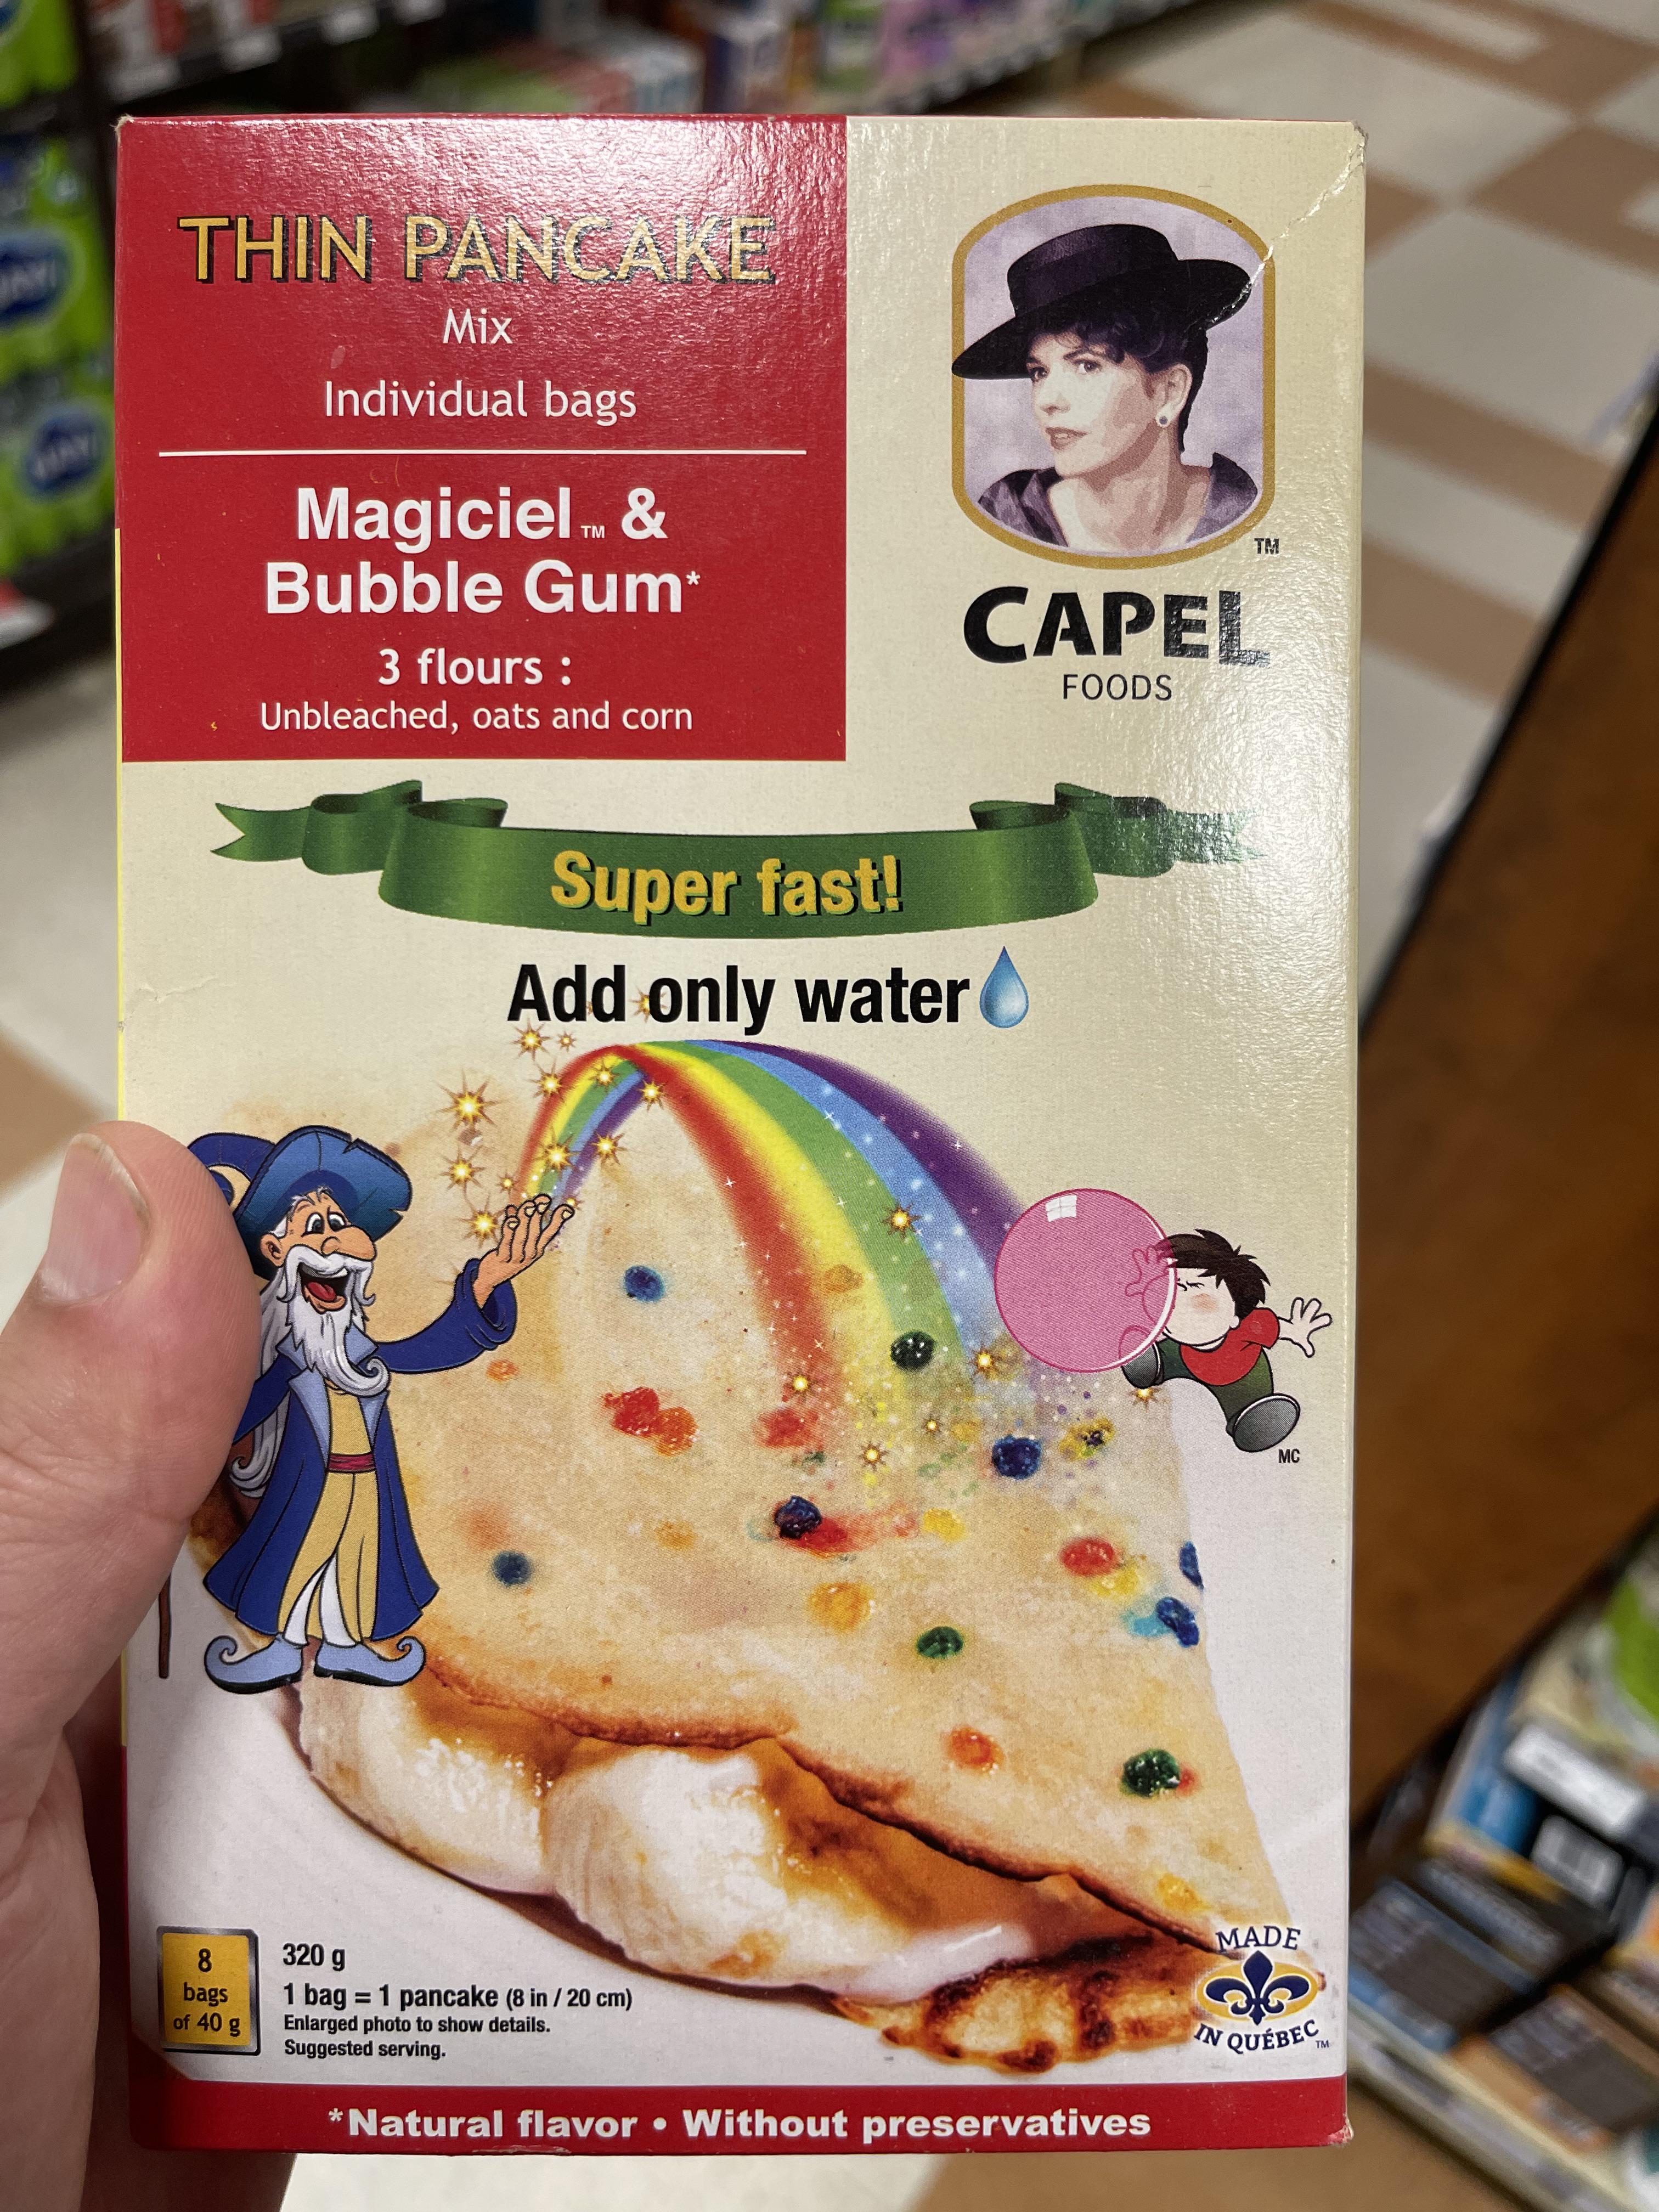 THIN PANCAKE
Mix
Individual bags
Magiciel™ &
Bubble Gum*
3 flours :
Unbleached, oats and corn
™
CAPEL
FOODS
Super fast!
Add only water
MC
8
bags
of 40 g
320 g
1 bag = 1 pancake (8 in / 20 cm)
Enlarged photo to show details.
Suggested serving.
MADE
IN QUÉBEC™
*Natural flavor • Without preservatives